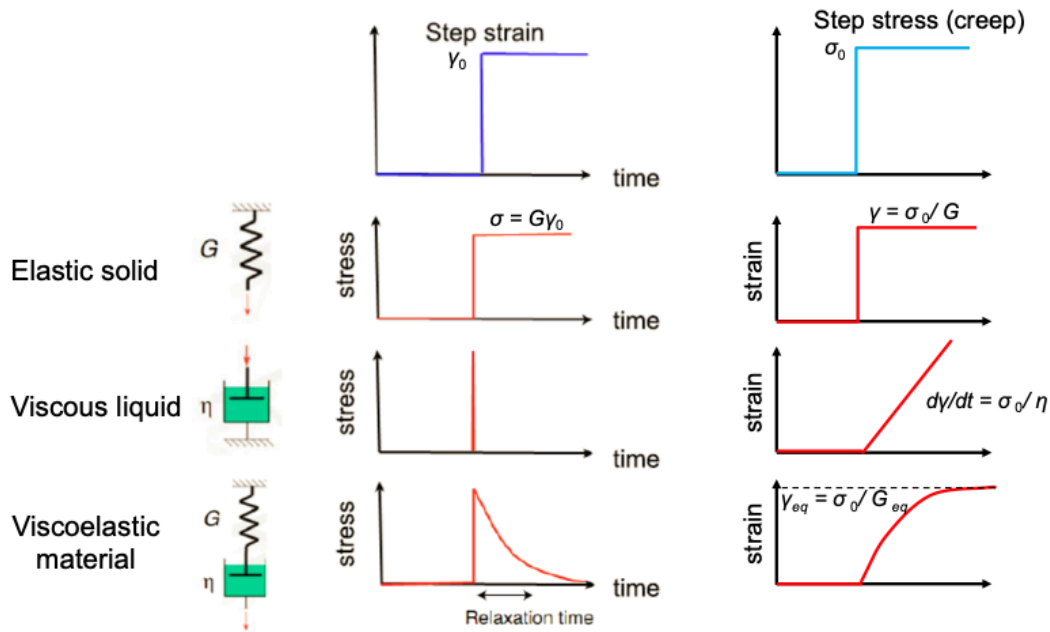 Step strain
γ₀
time
Step stress (creep)
σ₀
Elastic solid
G
stress
σ = Gγ₀
time
strain
γ = σ₀/ G
Viscous liquid
η
stress
time
strain
dγ/dt = σ₀/ η
Viscoelastic
material
G
η
stress
time
Relaxation time
strain
γeq = σ₀/ Geq